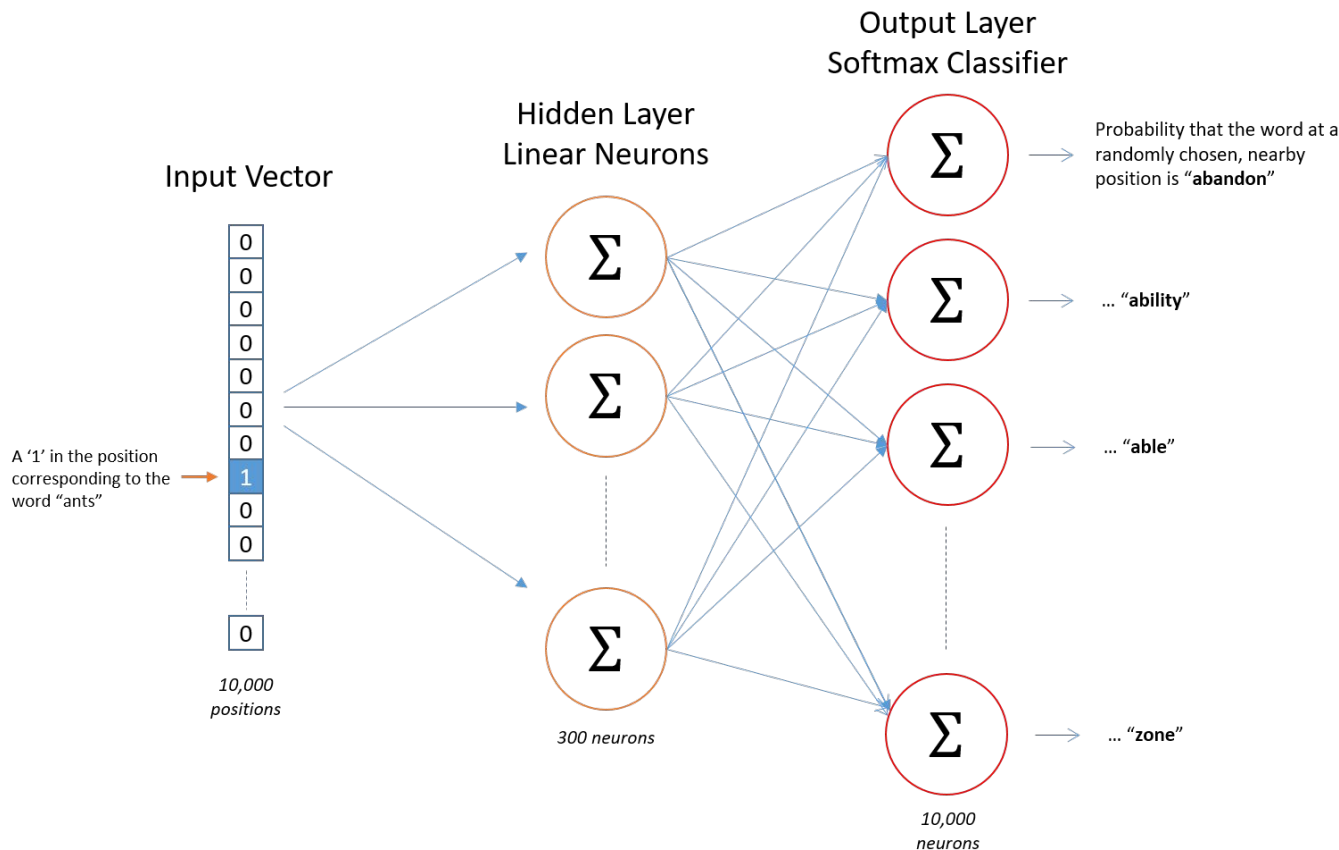 Output Layer
Softmax Classifier
Hidden Layer
Linear Neurons
Input Vector
0
0
0
0
0
0
0
1
0
0
0
A ‘1’ in the position
corresponding to the
word “ants”
10,000
positions
Σ
Σ
Σ
300 neurons
Σ
Σ
Σ
Σ
10,000
neurons
Probability that the word at a
randomly chosen, nearby
position is “abandon”
... “ability”
... “able”
... “zone”